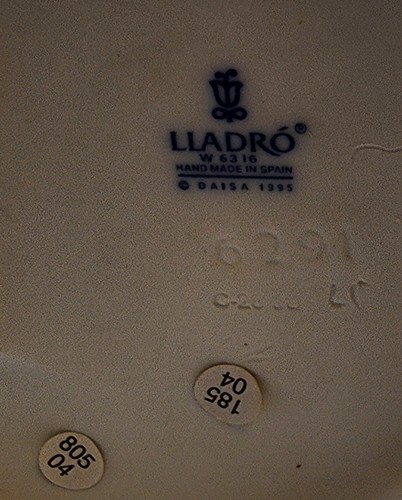 LLADRÓ®
W 6316
HAND MADE IN SPAIN
© DAISA 1995
6291
185
04
805
04